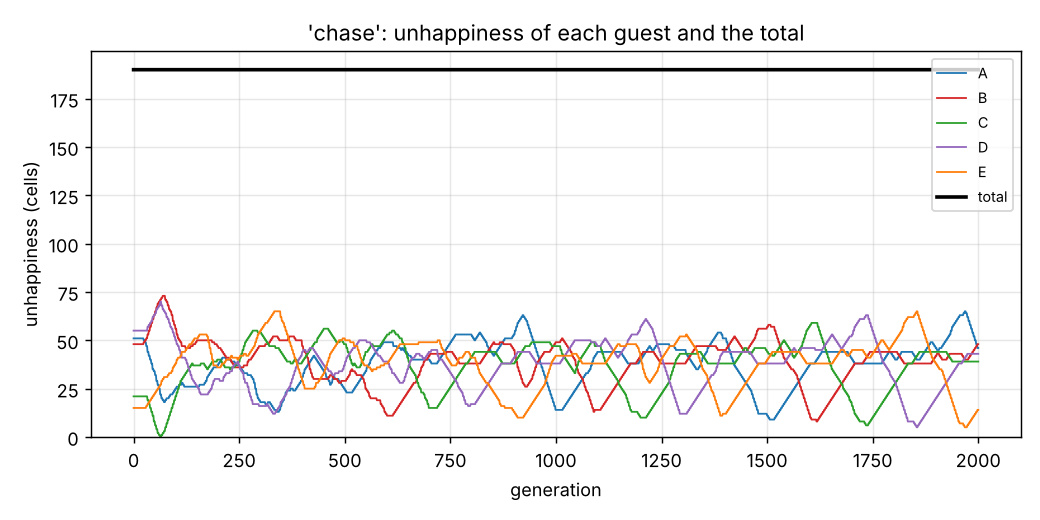 'chase': unhappiness of each guest and the total
unhappiness (cells)
175
150
125
100
75
50
25
0
0 250 500 750 1000 1250 1500 1750 2000
generation
A
B
C
D
E
total